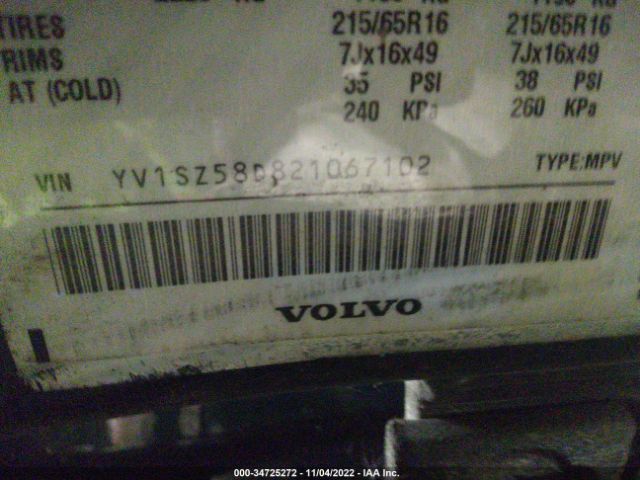 TIRES 215/65R16 215/65R16
RIMS 7Jx16x49 7Jx16x49
AT (COLD) 35 PSI 38 PSI
240 KPa 260 KPa
VIN YV1SZ58D821067102 TYPE:MPV
VOLVO
000-34725272 - 11/04/2022 - IAA Inc.